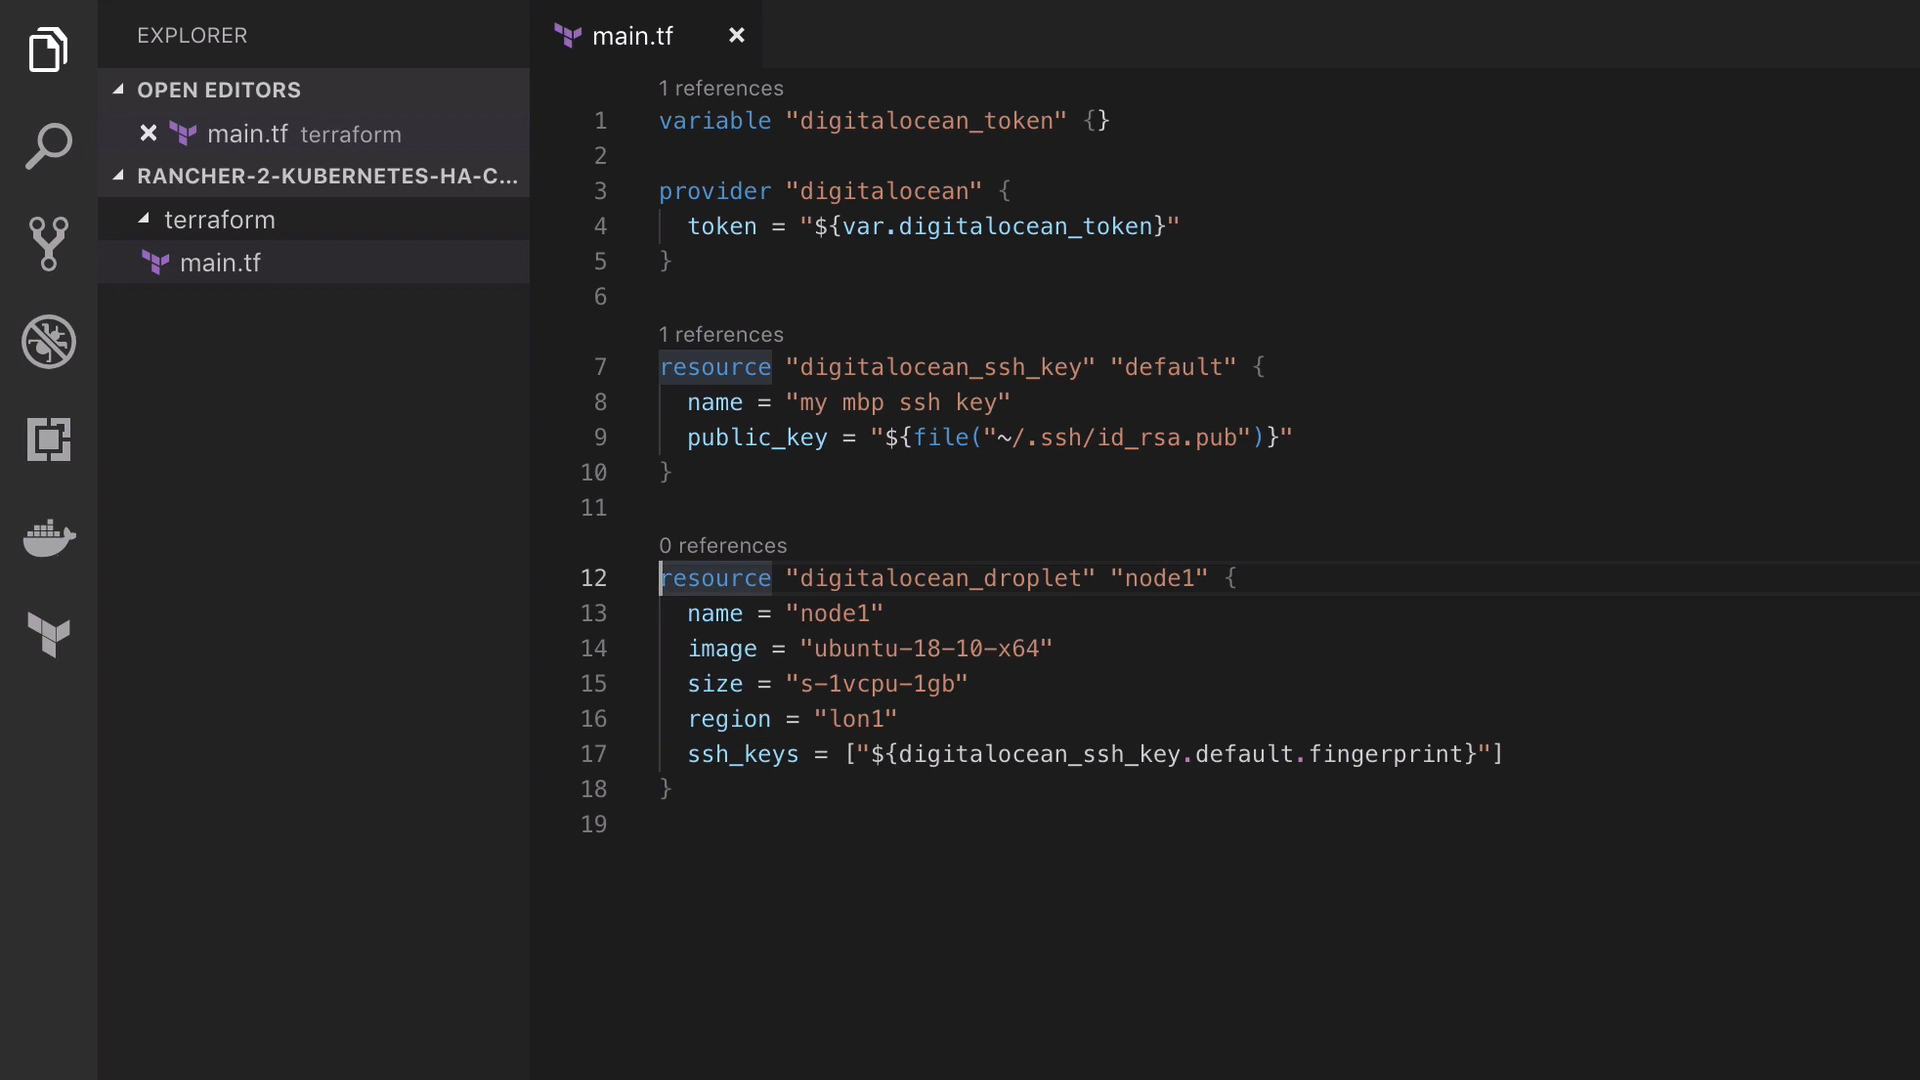 EXPLORER
OPEN EDITORS
main.tf terraform
RANCHER-2-KUBERNETES-HA-C...
terraform
main.tf
main.tf
1 references
1 variable "digitalocean_token" {}
2
3 provider "digitalocean" {
4 token = "${var.digitalocean_token}"
5 }
6
1 references
7 resource "digitalocean_ssh_key" "default" {
8 name = "my mbp ssh key"
9 public_key = "${file("~/.ssh/id_rsa.pub")}"
10 }
11
0 references
12 resource "digitalocean_droplet" "node1" {
13 name = "node1"
14 image = "ubuntu-18-10-x64"
15 size = "s-1vcpu-1gb"
16 region = "lon1"
17 ssh_keys = ["${digitalocean_ssh_key.default.fingerprint}"]
18 }
19